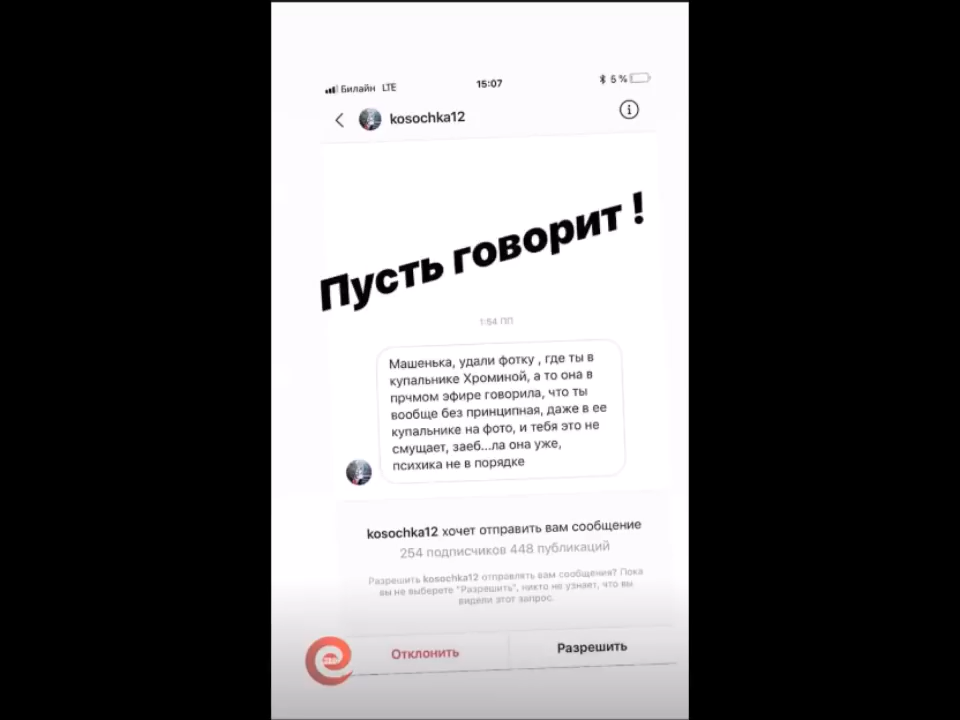 Билайн LTE 15:07 5 %
kosochka12
Пусть говорит !
1:54 ПП
Машенька, удали фотку , где ты в
купальнике Хроминой, а то она в
прчмом эфире говорила, что ты
вообще без принципная, даже в ее
купальнике на фото, и тебя это не
смущает, заеб...ла она уже,
психика не в порядке
kosochka12 хочет отправить вам сообщение
254 подписчиков 448 публикаций
Разрешить kosochka12 отправлять вам сообщения? Пока
вы не выберете "Разрешить", никто не узнает, что вы
видели этот запрос.
Отклонить Разрешить